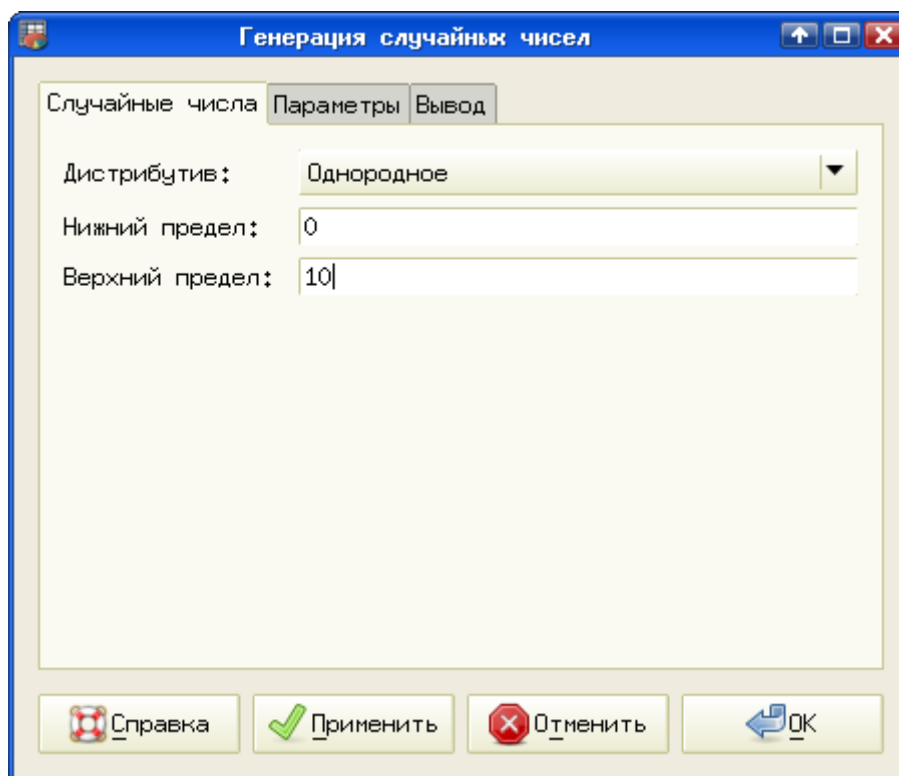 Генерация случайных чисел
Случайные числа Параметры Вывод
Дистрибутив: Однородное
Нижний предел: 0
Верхний предел: 10
Справка Применить Отменить OK